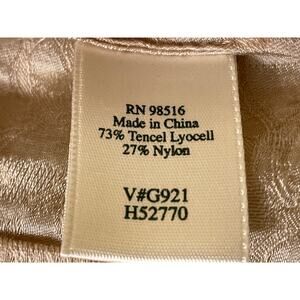 RN 98516
Made in China
73% Tencel Lyocell
27% Nylon
V#G921
H52770